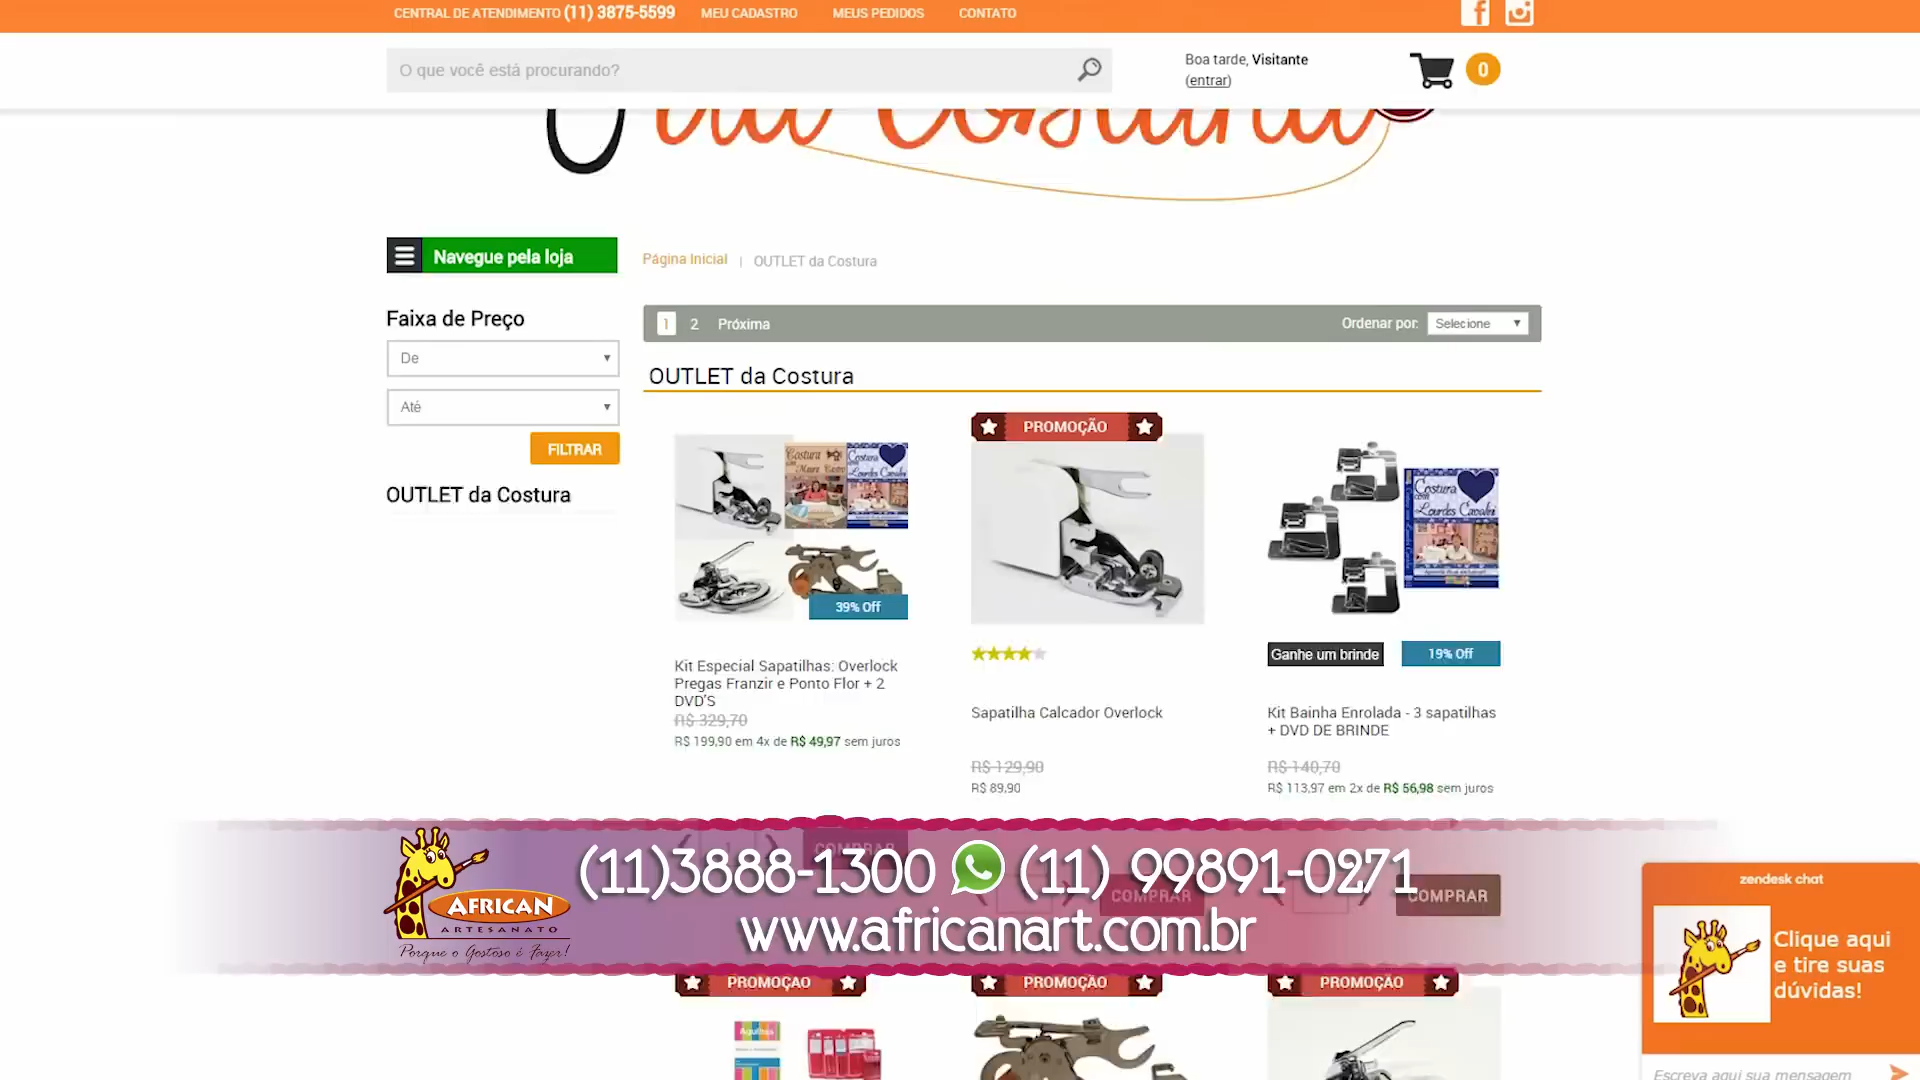 CENTRAL DE ATENDIMENTO (11) 3875-5599 MEU CADASTRO MEUS PEDIDOS CONTATO
O que você está procurando?
Boa tarde, Visitante
(entrar)
0
Navegue pela loja
Página Inicial | OUTLET da Costura
Faixa de Preço
De
Até
FILTRAR
OUTLET da Costura
1 2 Próxima
Ordenar por: Selecione
OUTLET da Costura
39% Off
Kit Especial Sapatilhas: Overlock
Pregas Franzir e Ponto Flor + 2
DVD'S
R$ 329,70
R$ 199,90 em 4x de R$ 49,97 sem juros
PROMOÇÃO
Sapatilha Calcador Overlock
R$ 129,90
R$ 89,90
Costura
com
Lourdes Cavalini
Ganhe um brinde
19% Off
Kit Bainha Enrolada - 3 sapatilhas
+ DVD DE BRINDE
R$ 140,70
R$ 113,97 em 2x de R$ 56,98 sem juros
COMPRAR
COMPRAR
COMPRAR
AFRICAN
ARTESANATO
Porque o Gostoso é Fazer!
(11)3888-1300 (11) 99891-0271
www.africanart.com.br
PROMOÇÃO
PROMOÇÃO
PROMOÇÃO
Agulhas
zendesk chat
Clique aqui
e tire suas
dúvidas!
Escreva aqui sua mensagem